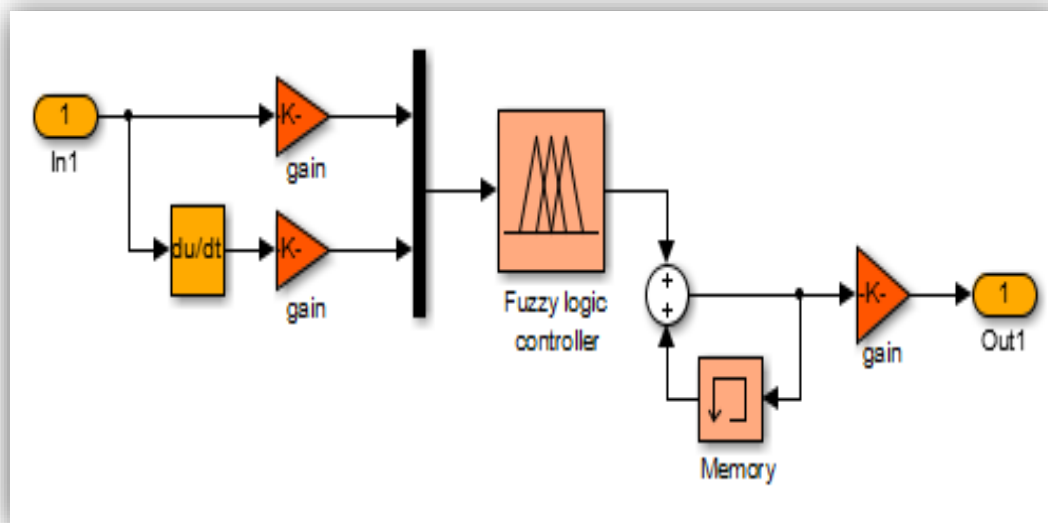 1
In1
-K-
gain
du/dt
-K-
gain
Fuzzy logic
controller
+
+
Memory
-K-
gain
1
Out1